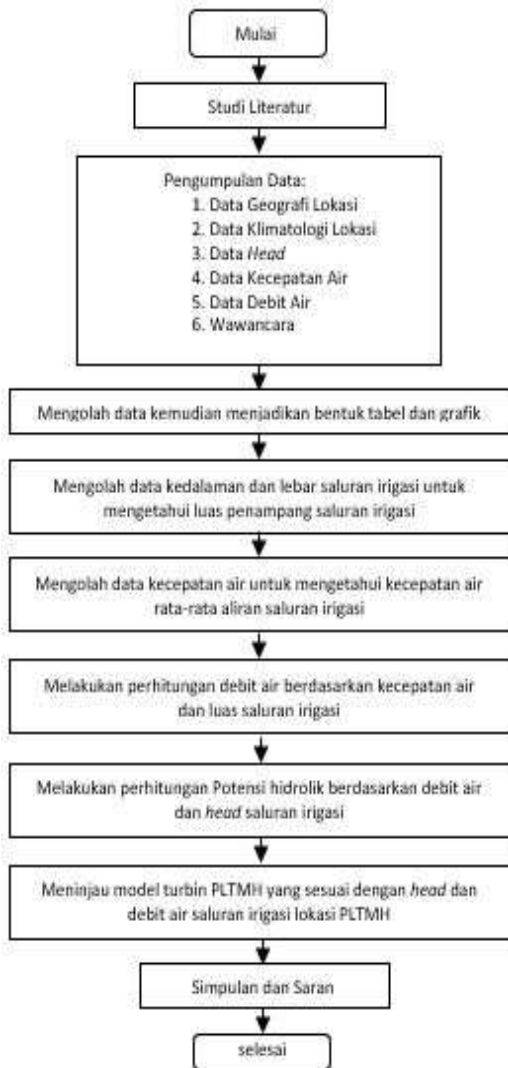 Mulai
Studi Literatur
Pengumpulan Data:
1. Data Geografi Lokasi
2. Data Klimatologi Lokasi
3. Data Head
4. Data Kecepatan Air
5. Data Debit Air
6. Wawancara
Mengolah data kemudian menjadikan bentuk tabel dan grafik
Mengolah data kedalaman dan lebar saluran irigasi untuk
mengetahui luas penampang saluran irigasi
Mengolah data kecepatan air untuk mengetahui kecepatan air
rata-rata aliran saluran irigasi
Melakukan perhitungan debit air berdasarkan kecepatan air
dan luas saluran irigasi
Melakukan perhitungan Potensi hidrolik berdasarkan debit air
dan head saluran irigasi
Meninjau model turbin PLTMH yang sesuai dengan head dan
debit air saluran irigasi lokasi PLTMH
Simpulan dan Saran
selesai